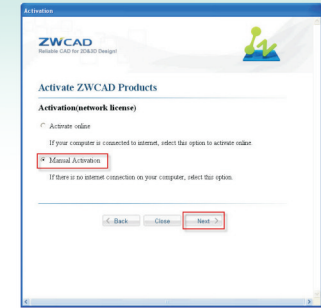 Activation
ZWCAD
Reliable CAD for 2D&3D Design!
Activate ZWCAD Products
Activation(network license)
Activate online
If your computer is connected to internet, select this option to activate online.
Manual Activation
If there is no internet connection on your computer, select this option.
< Back Close Next >